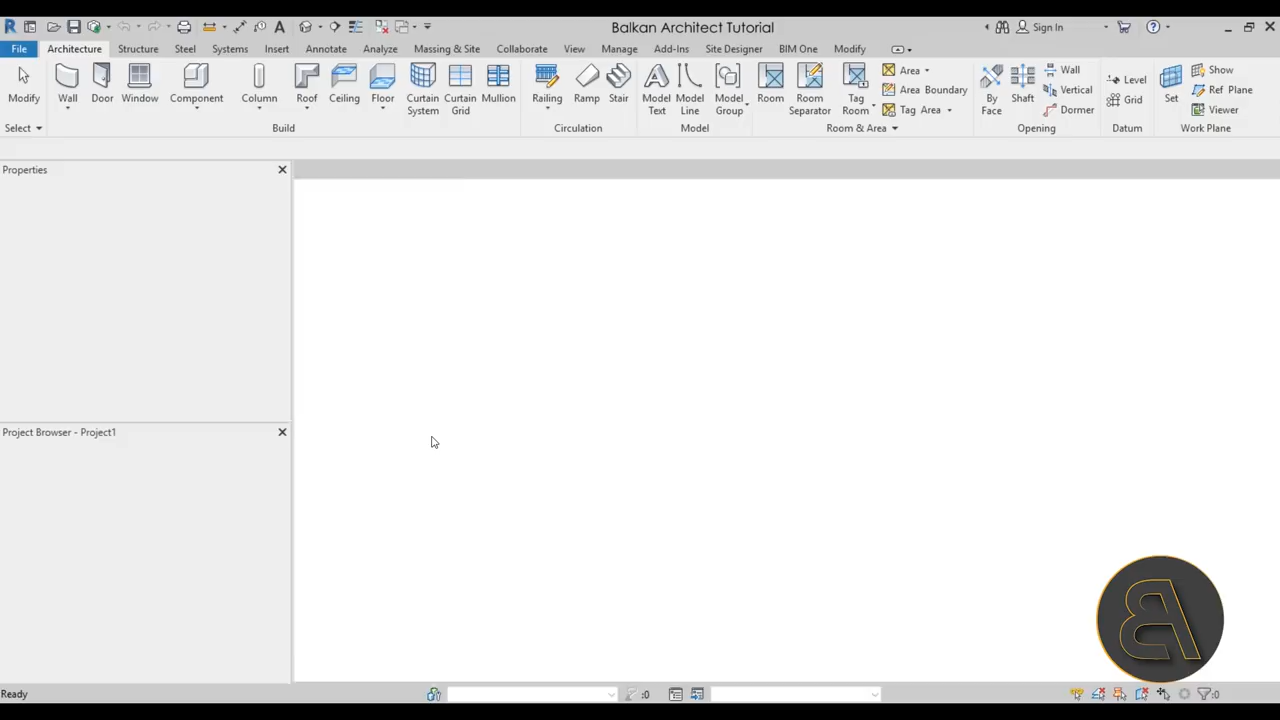 Balkan Architect Tutorial
Sign In
File Architecture Structure Steel Systems Insert Annotate Analyze Massing & Site Collaborate View Manage Add-Ins Site Designer BIM One Modify
Modify Wall Door Window Component Column Roof Ceiling Floor Curtain System Curtain Grid Mullion Railing Ramp Stair Model Text Model Line Model Group Room Room Separator Tag Room
Area
Area Boundary
Tag Area
By Face Shaft
Wall
Vertical
Dormer
Level
Grid
Set
Show
Ref Plane
Viewer
Select Build Circulation Model Room & Area Opening Datum Work Plane
Properties
Project Browser - Project1
Ready
:0
:0